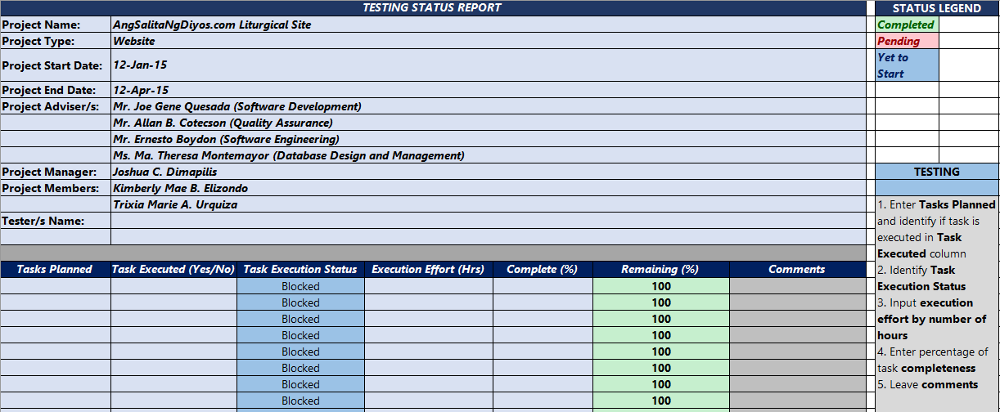 TESTING STATUS REPORT
Project Name: AngSalitaNgDiyos.com Liturgical Site
Project Type: Website
Project Start Date: 12-Jan-15
Project End Date: 12-Apr-15
Project Adviser/s: Mr. Joe Gene Quesada (Software Development)
Mr. Allan B. Cotecson (Quality Assurance)
Mr. Ernesto Boydon (Software Engineering)
Ms. Ma. Theresa Montemayor (Database Design and Management)
Project Manager: Joshua C. Dimapilis
Project Members: Kimberly Mae B. Elizondo
Trixia Marie A. Urquiza
Tester/s Name:
Tasks Planned Task Executed (Yes/No) Task Execution Status Execution Effort (Hrs) Complete (%) Remaining (%) Comments
Blocked 100
Blocked 100
Blocked 100
Blocked 100
Blocked 100
Blocked 100
Blocked 100
Blocked 100
STATUS LEGEND
Completed
Pending
Yet to
Start
TESTING
1. Enter Tasks Planned
and identify if task is
executed in Task
Executed column
2. Identify Task
Execution Status
3. Input execution
effort by number of
hours
4. Enter percentage of
task completeness
5. Leave comments